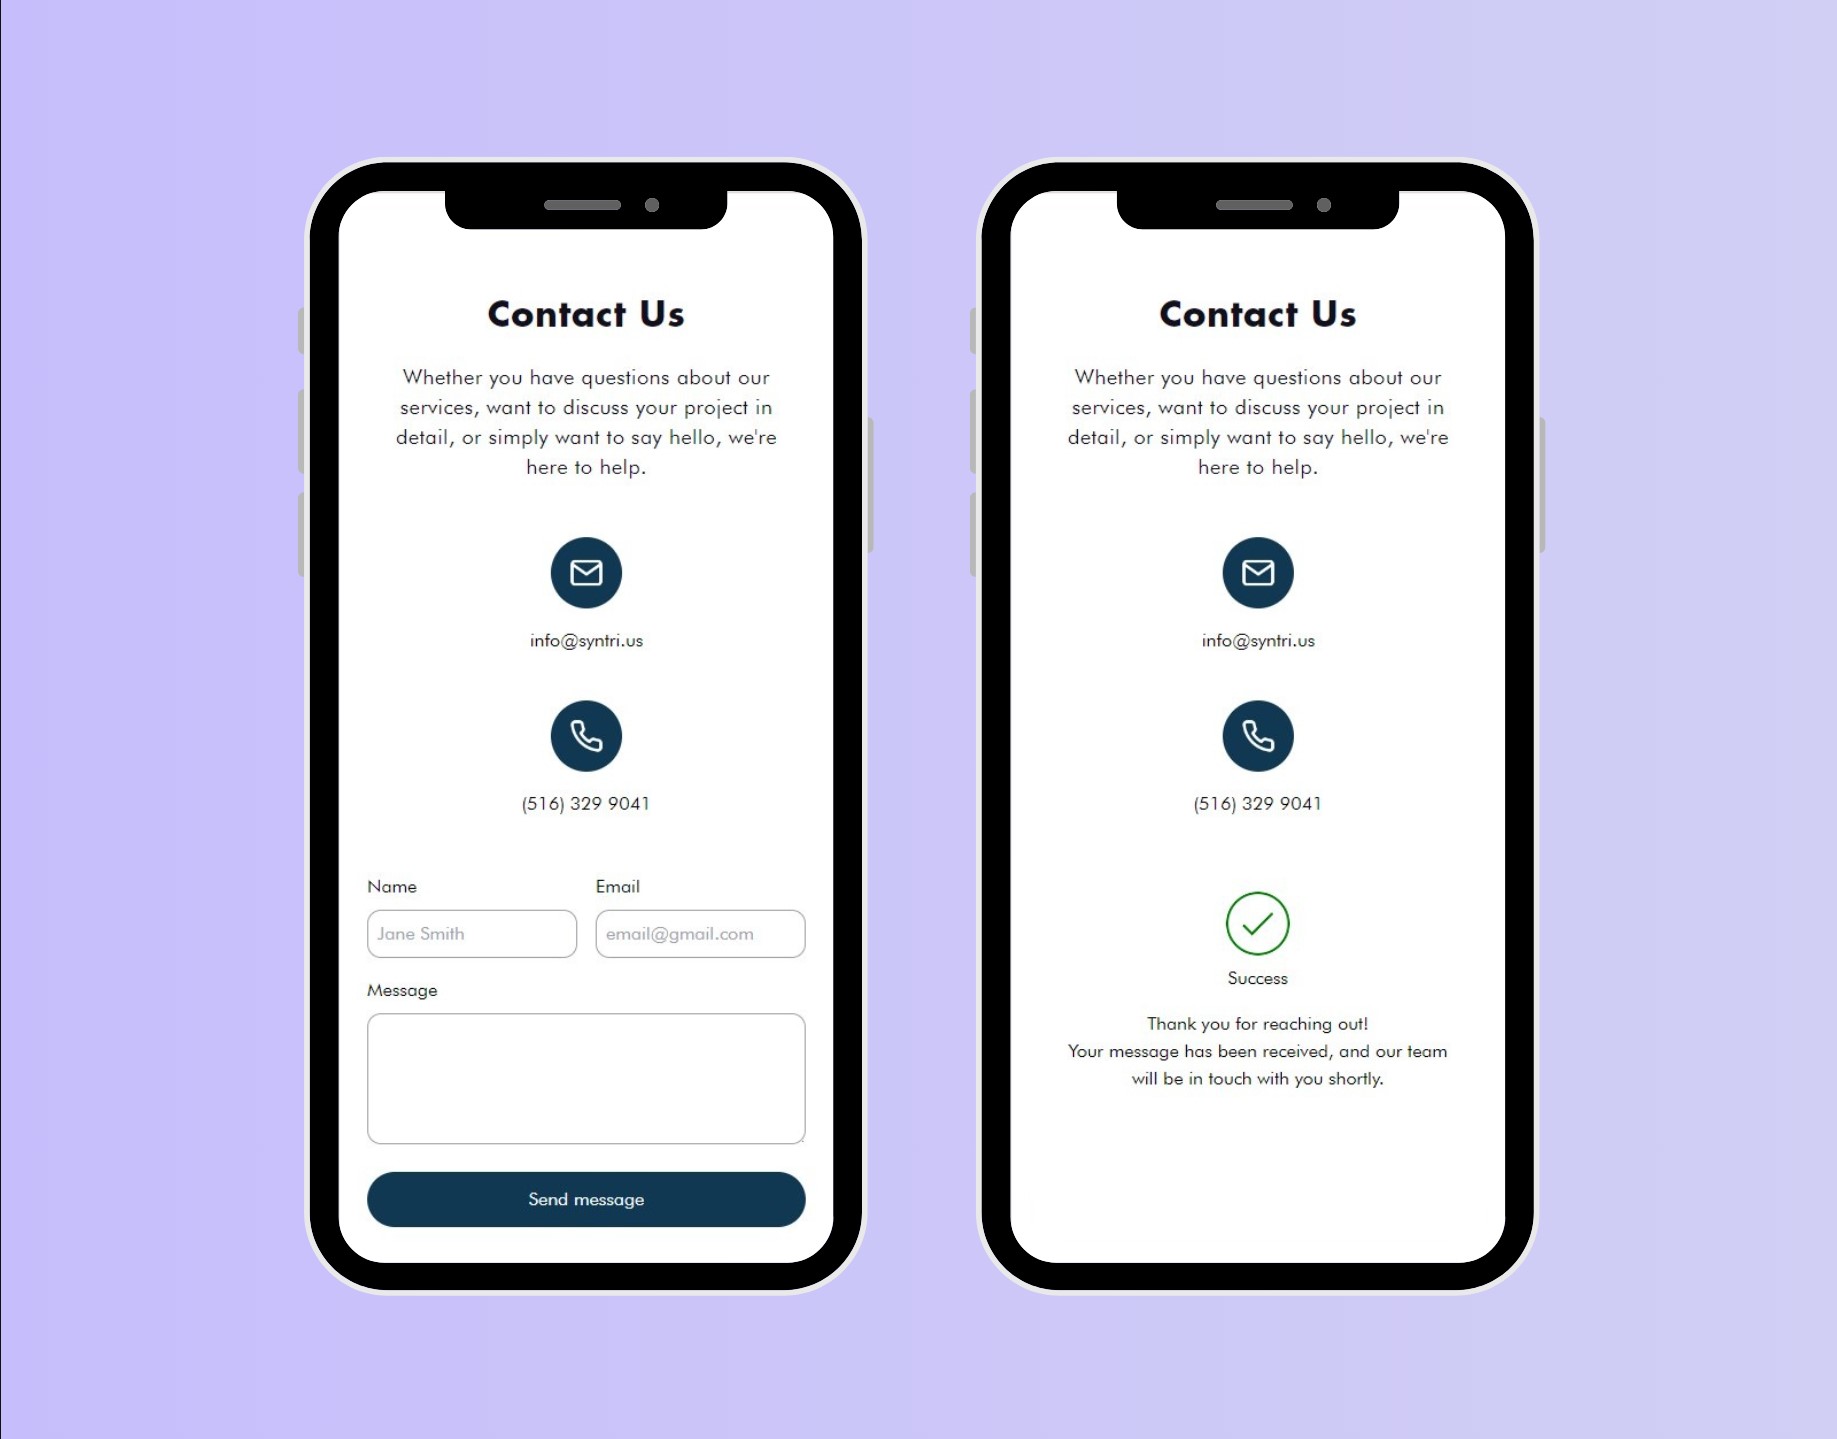 Contact Us
Whether you have questions about our
services, want to discuss your project in
detail, or simply want to say hello, we're
here to help.
info@syntri.us
(516) 329 9041
Name
Email
Jane Smith
email@gmail.com
Message
Send message
Contact Us
Whether you have questions about our
services, want to discuss your project in
detail, or simply want to say hello, we're
here to help.
info@syntri.us
(516) 329 9041
Success
Thank you for reaching out!
Your message has been received, and our team
will be in touch with you shortly.